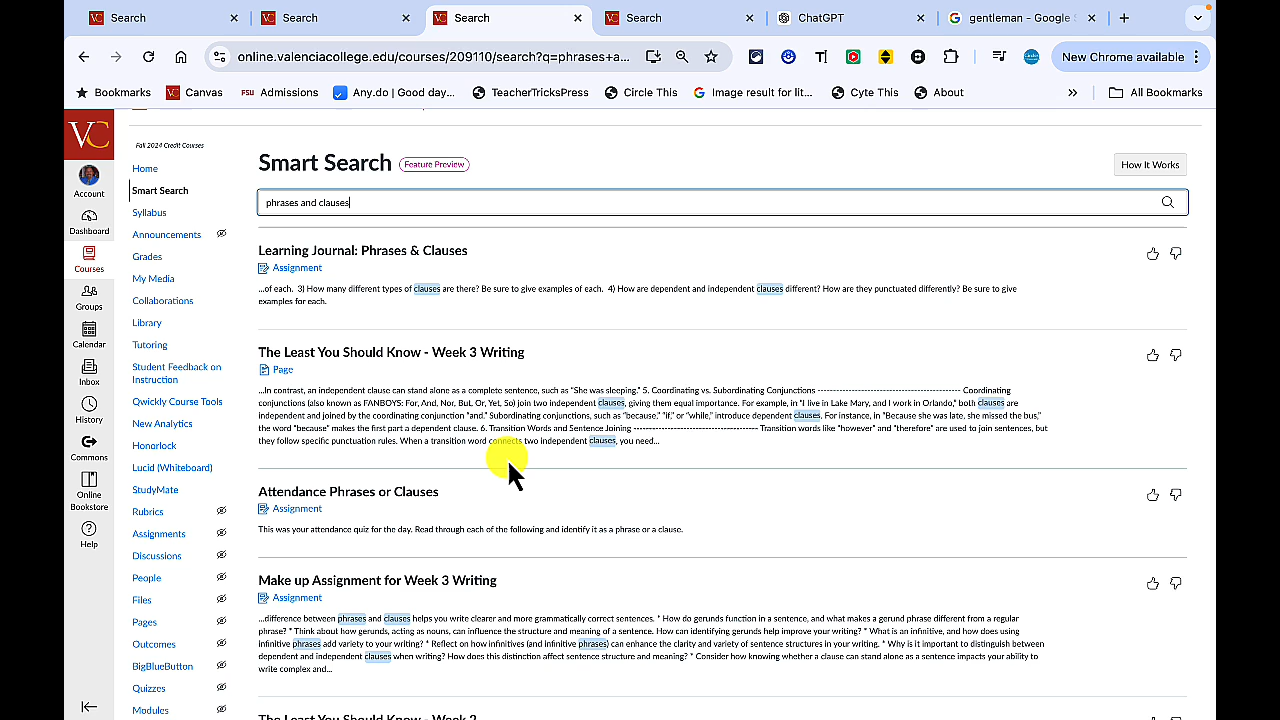 Search
Search
Search
Search
ChatGPT
gentleman - Google S
online.valenciacollege.edu/courses/209110/search?q=phrases+a...
New Chrome available
Bookmarks
Canvas
FSU Admissions
Any.do | Good day...
TeacherTricksPress
Circle This
Image result for lit...
Cyte This
About
All Bookmarks
VC
Account
Dashboard
Courses
Groups
Calendar
Inbox
History
Commons
Online
Bookstore
Help
Fall 2024 Credit Courses
Home
Smart Search
Syllabus
Announcements
Grades
My Media
Collaborations
Library
Tutoring
Student Feedback on
Instruction
Qwickly Course Tools
New Analytics
Honorlock
Lucid (Whiteboard)
StudyMate
Rubrics
Assignments
Discussions
People
Files
Pages
Outcomes
BigBlueButton
Quizzes
Modules
Smart Search
Feature Preview
How It Works
phrases and clauses
Learning Journal: Phrases & Clauses
Assignment
...of each. 3) How many different types of clauses are there? Be sure to give examples of each. 4) How are dependent and independent clauses different? How are they punctuated differently? Be sure to give
examples for each.
The Least You Should Know - Week 3 Writing
Page
...In contrast, an independent clause can stand alone as a complete sentence, such as "She was sleeping." 5. Coordinating vs. Subordinating Conjunctions ---------------------------------------- Coordinating
conjunctions (also known as FANBOYS: For, And, Nor, But, Or, Yet, So) join two independent clauses, giving them equal importance. For example, in "I live in Lake Mary, and I work in Orlando," both clauses are
independent and joined by the coordinating conjunction "and." Subordinating conjunctions, such as "because," "if," or "while," introduce dependent clauses. For instance, in "Because she was late, she missed the bus,"
the word "because" makes the first part a dependent clause. 6. Transition Words and Sentence Joining ----------------------------------- Transition words like "however" and "therefore" are used to join sentences, but
they follow specific punctuation rules. When a transition word connects two independent clauses, you need...
Attendance Phrases or Clauses
Assignment
This was your attendance quiz for the day. Read through each of the following and identify it as a phrase or a clause.
Make up Assignment for Week 3 Writing
Assignment
...difference between phrases and clauses helps you write clearer and more grammatically correct sentences. * How do gerunds function in a sentence, and what makes a gerund phrase different from a regular
phrase? * Think about how gerunds, acting as nouns, can influence the structure and meaning of a sentence. How can identifying gerunds help improve your writing? * What is an infinitive, and how does using
infinitive phrases add variety to your writing? * Reflect on how infinitives (and infinitive phrases) can enhance the clarity and variety of sentence structures in your writing. * Why is it important to distinguish between
dependent and independent clauses when writing? How does this distinction affect sentence structure and meaning? * Consider how knowing whether a clause can stand alone as a sentence impacts your ability to
write complex and...
The Least You Should Know - Week 2